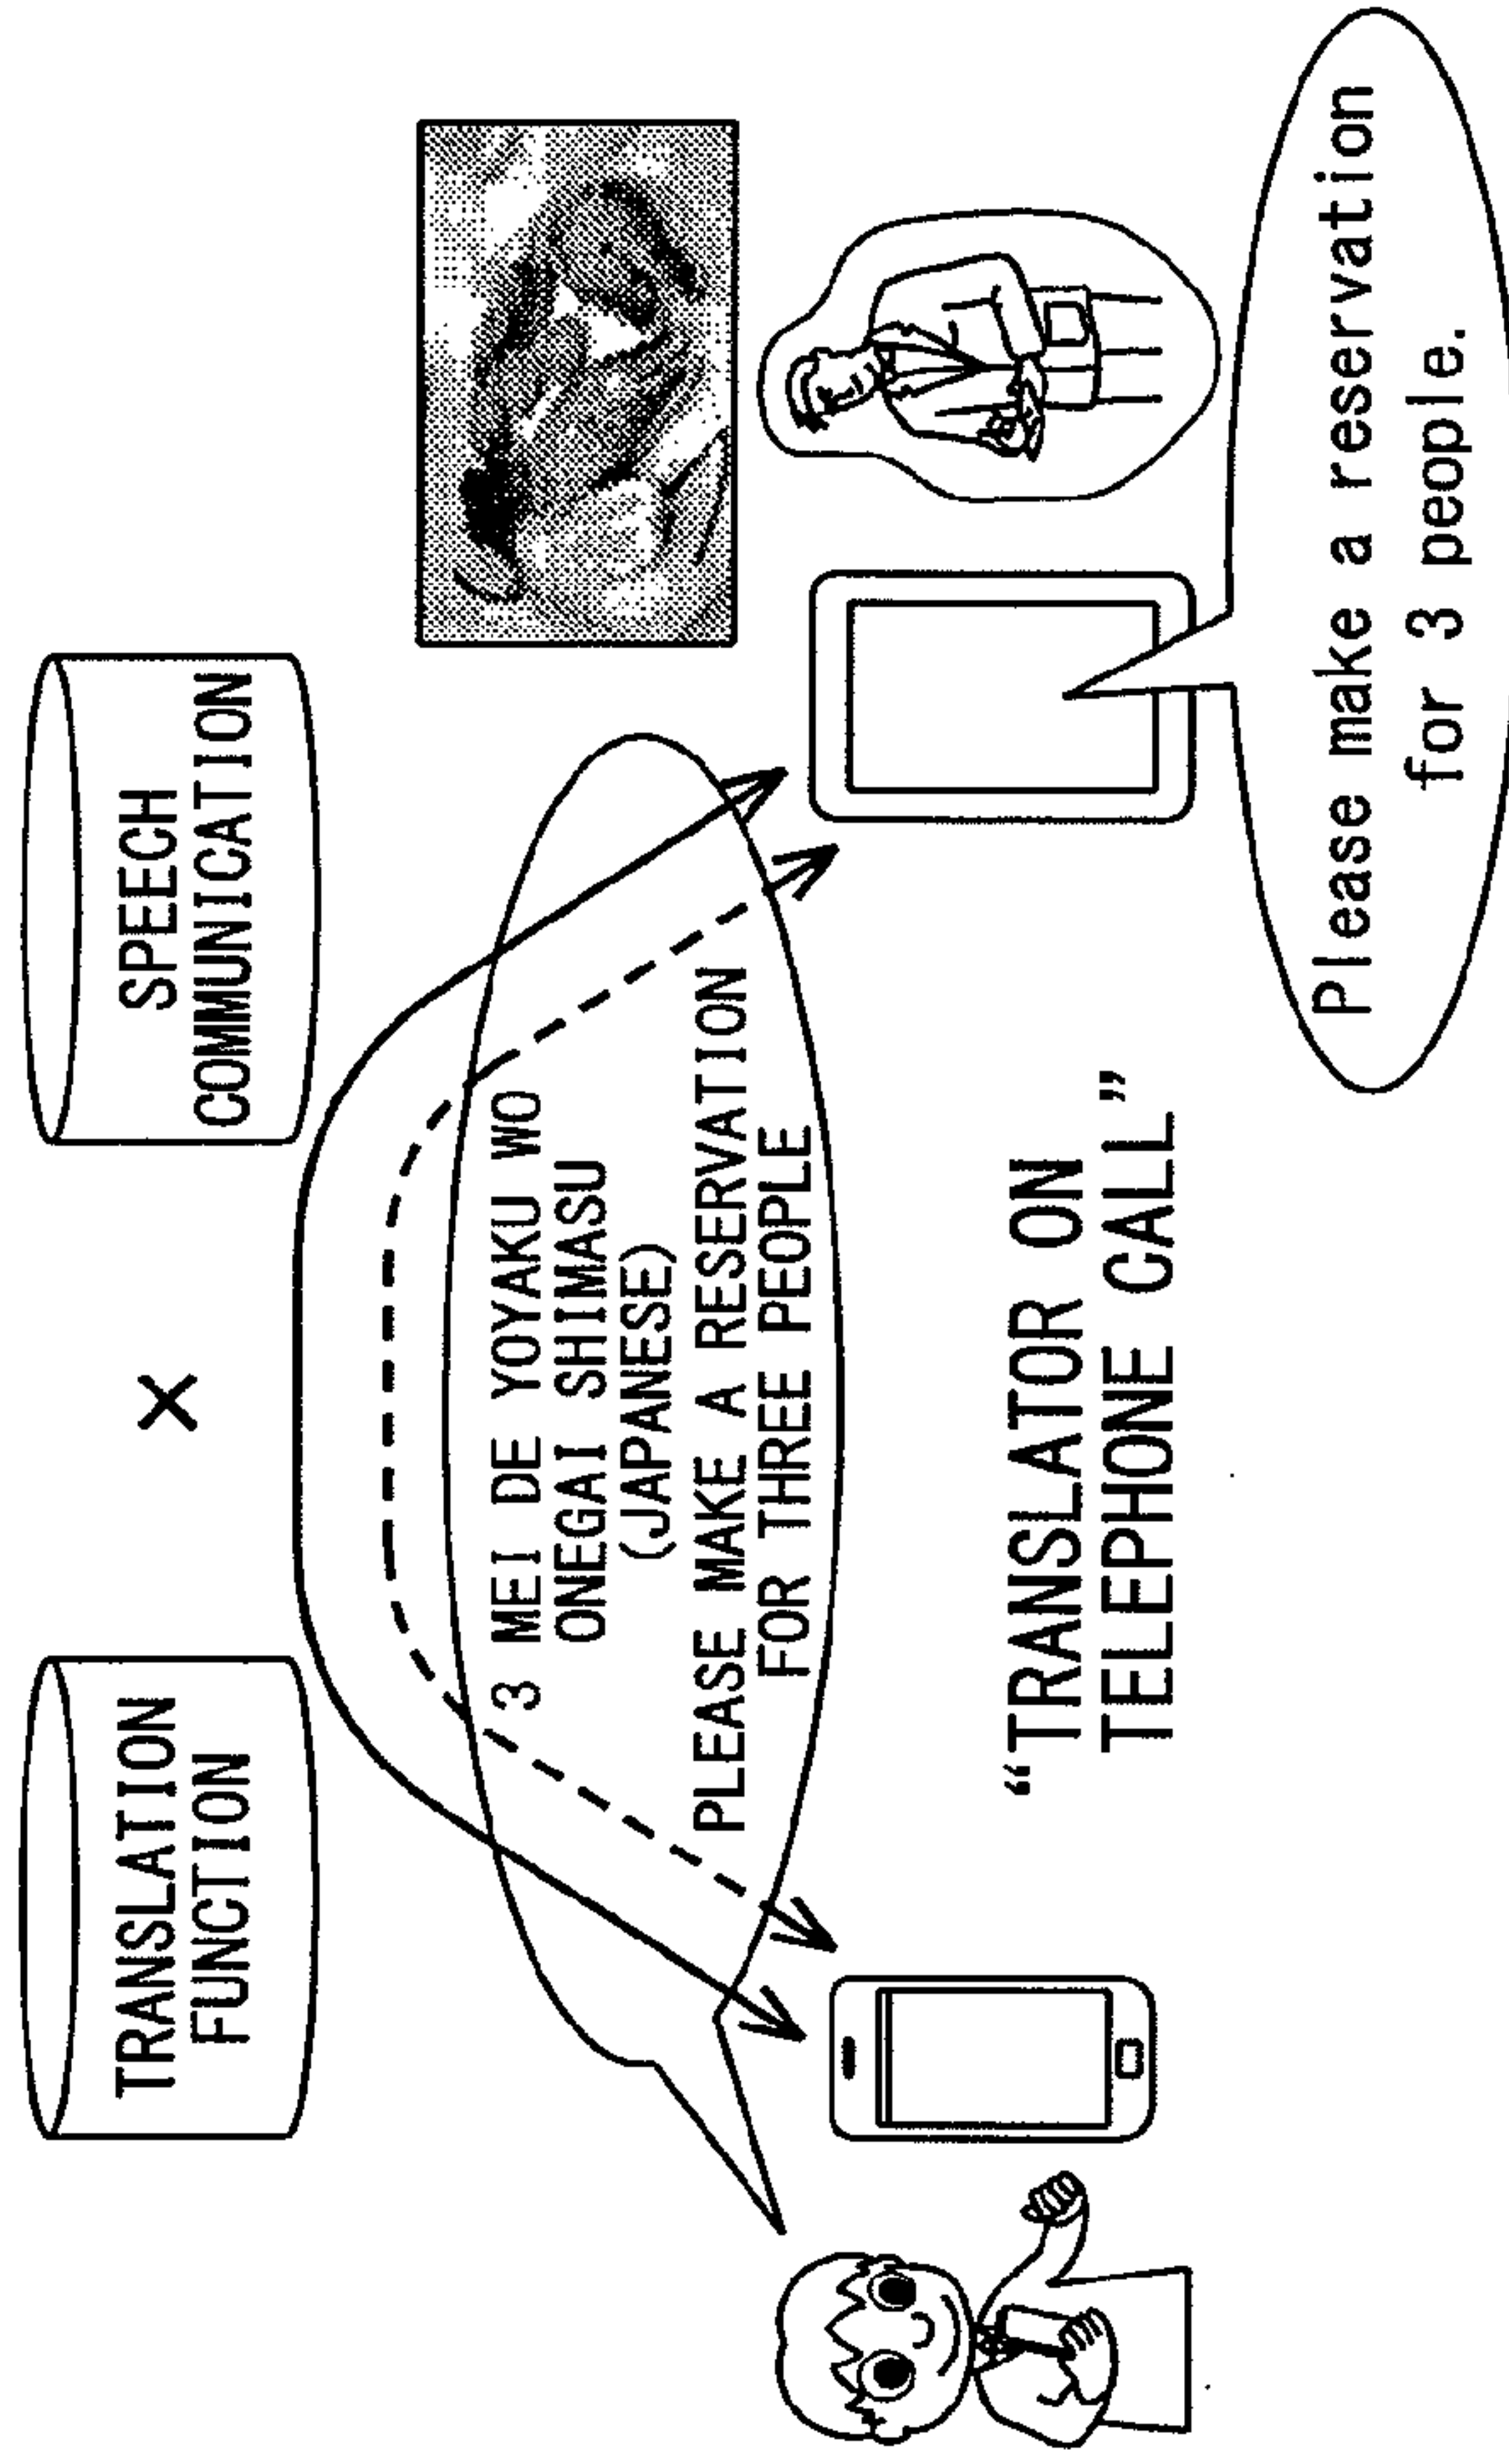 TRANSLATION
FUNCTION
×
SPEECH
COMMUNICATION
3 MEI DE YOYAKU WO
ONEGAI SHIMASU
(JAPANESE)
PLEASE MAKE A RESERVATION
FOR THREE PEOPLE
“TRANSLATOR ON
TELEPHONE CALL”
Please make a reservation
for 3 people.